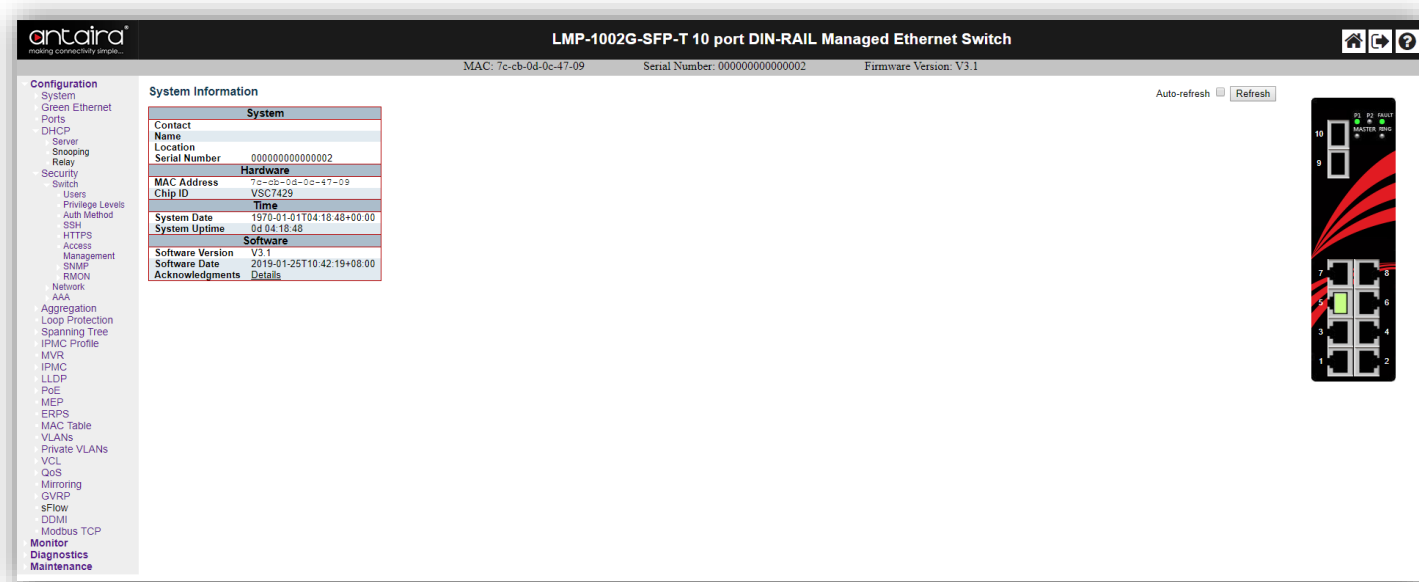 antaira®
making connectivity simple...
LMP-1002G-SFP-T 10 port DIN-RAIL Managed Ethernet Switch
MAC: 7c-cb-0d-0c-47-09 Serial Number: 000000000000002 Firmware Version: V3.1
Configuration
System
Green Ethernet
Ports
DHCP
Server
Snooping
Relay
Security
Switch
Users
Privilege Levels
Auth Method
SSH
HTTPS
Access
Management
SNMP
RMON
Network
AAA
Aggregation
Loop Protection
Spanning Tree
IPMC Profile
MVR
IPMC
LLDP
PoE
MEP
ERPS
MAC Table
VLANs
Private VLANs
VCL
QoS
Mirroring
GVRP
sFlow
DDMI
Modbus TCP
Monitor
Diagnostics
Maintenance
System Information
Auto-refresh Refresh
System
Contact
Name
Location
Serial Number 000000000000002
Hardware
MAC Address 7c-cb-0d-0c-47-09
Chip ID VSC7429
Time
System Date 1970-01-01T04:18:48+00:00
System Uptime 0d 04:18:48
Software
Software Version V3.1
Software Date 2019-01-25T10:42:19+08:00
Acknowledgments Details
P1 P2 FAULT
MASTER RING
10
9
7 8
5 6
3 4
1 2